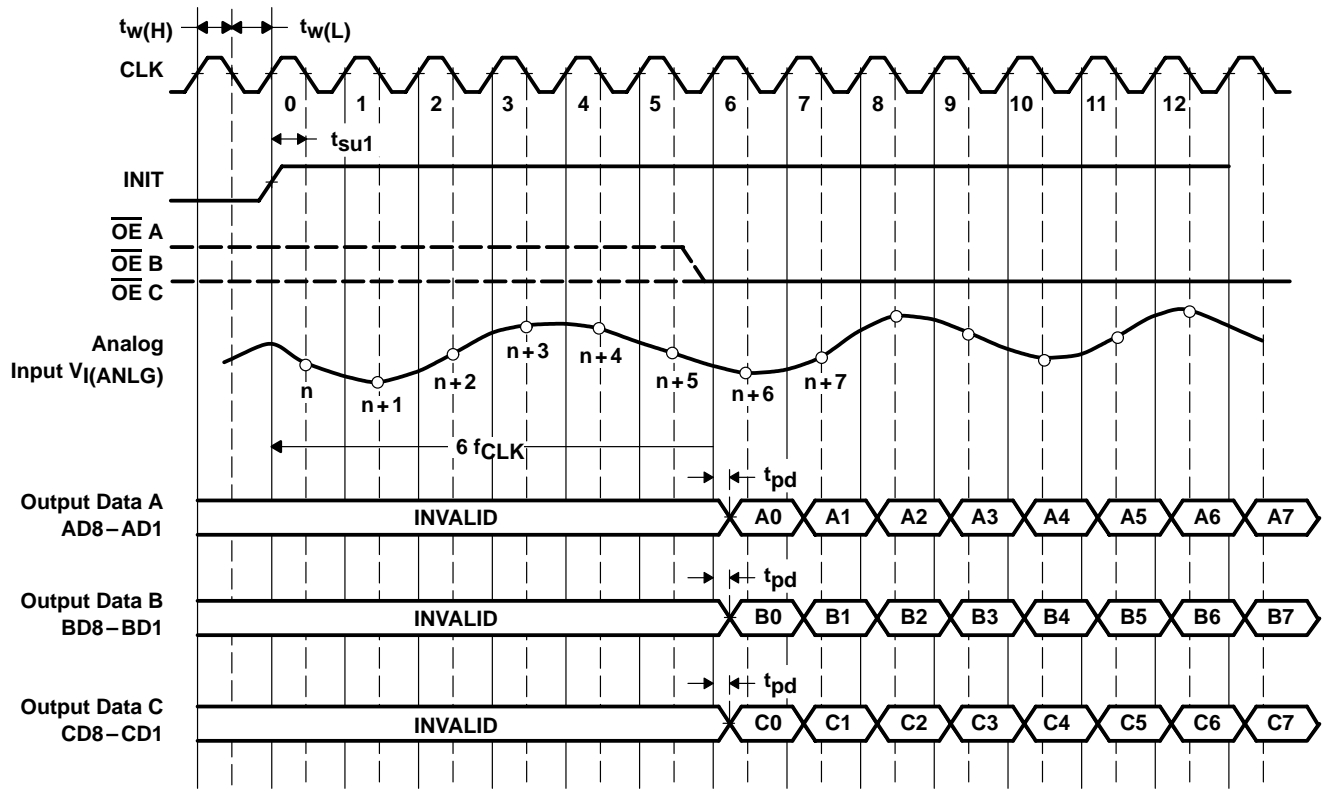 tw(H) tw(L)
CLK
0 1 2 3 4 5 6 7 8 9 10 11 12
tsu1
INIT
OE A
OE B
OE C
Analog
Input VI(ANLG)
n n+1 n+2 n+3 n+4 n+5 n+6 n+7
6 fCLK
tpd
Output Data A
AD8–AD1
INVALID A0 A1 A2 A3 A4 A5 A6 A7
tpd
Output Data B
BD8–BD1
INVALID B0 B1 B2 B3 B4 B5 B6 B7
tpd
Output Data C
CD8–CD1
INVALID C0 C1 C2 C3 C4 C5 C6 C7